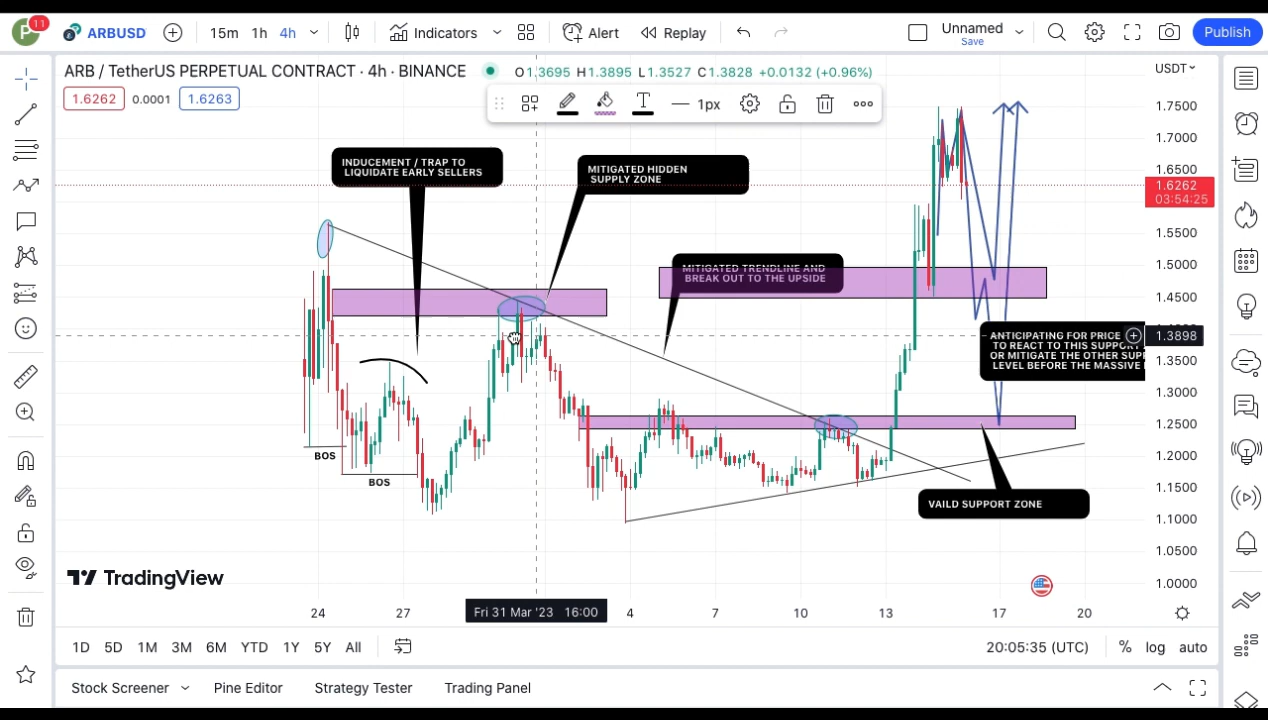 P
11
ARBUSD
15m
1h
4h
Indicators
Alert
Replay
Unnamed
Save
Publish
ARB / TetherUS PERPETUAL CONTRACT · 4h · BINANCE
O1.3695 H1.3895 L1.3527 C1.3828 +0.0132 (+0.96%)
USDT
1.6262
0.0001
1.6263
T
1px
INDUCEMENT / TRAP TO
LIQUIDATE EARLY SELLERS
MITIGATED HIDDEN
SUPPLY ZONE
MITIGATED TRENDLINE AND
BREAK OUT TO THE UPSIDE
ANTICIPATING FOR PRICE
TO REACT TO THIS SUPPORT
OR MITIGATE THE OTHER SUP
LEVEL BEFORE THE MASSIVE
BOS
BOS
VAILD SUPPORT ZONE
1.7500
1.7000
1.6500
1.6262
03:54:25
1.5500
1.5000
1.4500
1.3898
1.3500
1.3000
1.2500
1.2000
1.1500
1.1000
1.0500
1.0000
TradingView
24
27
Fri 31 Mar '23 16:00
4
7
10
13
17
20
1D
5D
1M
3M
6M
YTD
1Y
5Y
All
20:05:35 (UTC)
%
log
auto
Stock Screener
Pine Editor
Strategy Tester
Trading Panel